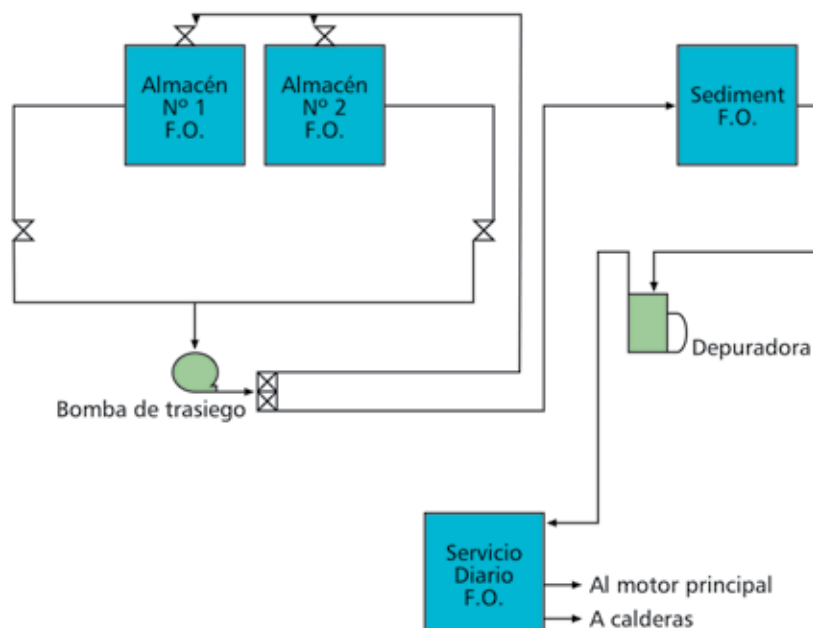 Almacén
Nº 1
F.O.
Almacén
Nº 2
F.O.
Sediment
F.O.
Depuradora
Bomba de trasiego
Servicio
Diario
F.O.
Al motor principal
A calderas